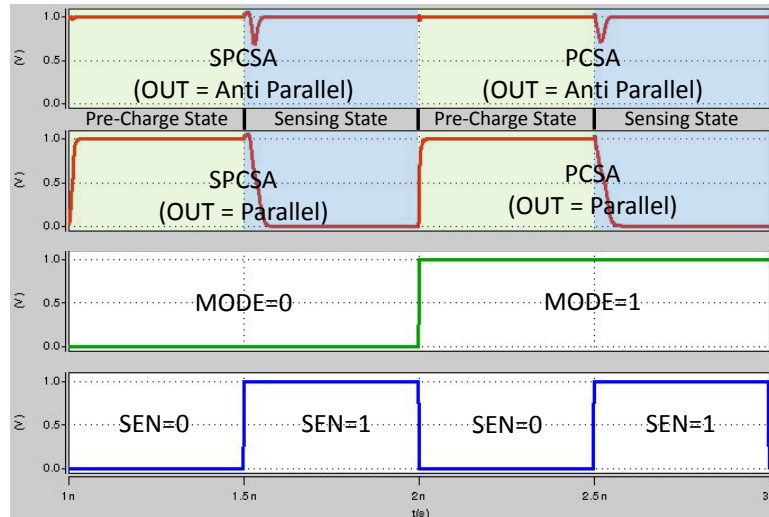 (V)
1.0
0.5
0.0
SPCSA
(OUT = Anti Parallel)
PCSA
(OUT = Anti Parallel)
Pre-Charge State
Sensing State
Pre-Charge State
Sensing State
(V)
1.0
0.5
0.0
SPCSA
(OUT = Parallel)
PCSA
(OUT = Parallel)
(V)
1.0
0.5
0.0
MODE=0
MODE=1
(V)
1.0
0.5
0.0
SEN=0
SEN=1
SEN=0
SEN=1
1n
1.5n
2n
2.5n
3
t(s)